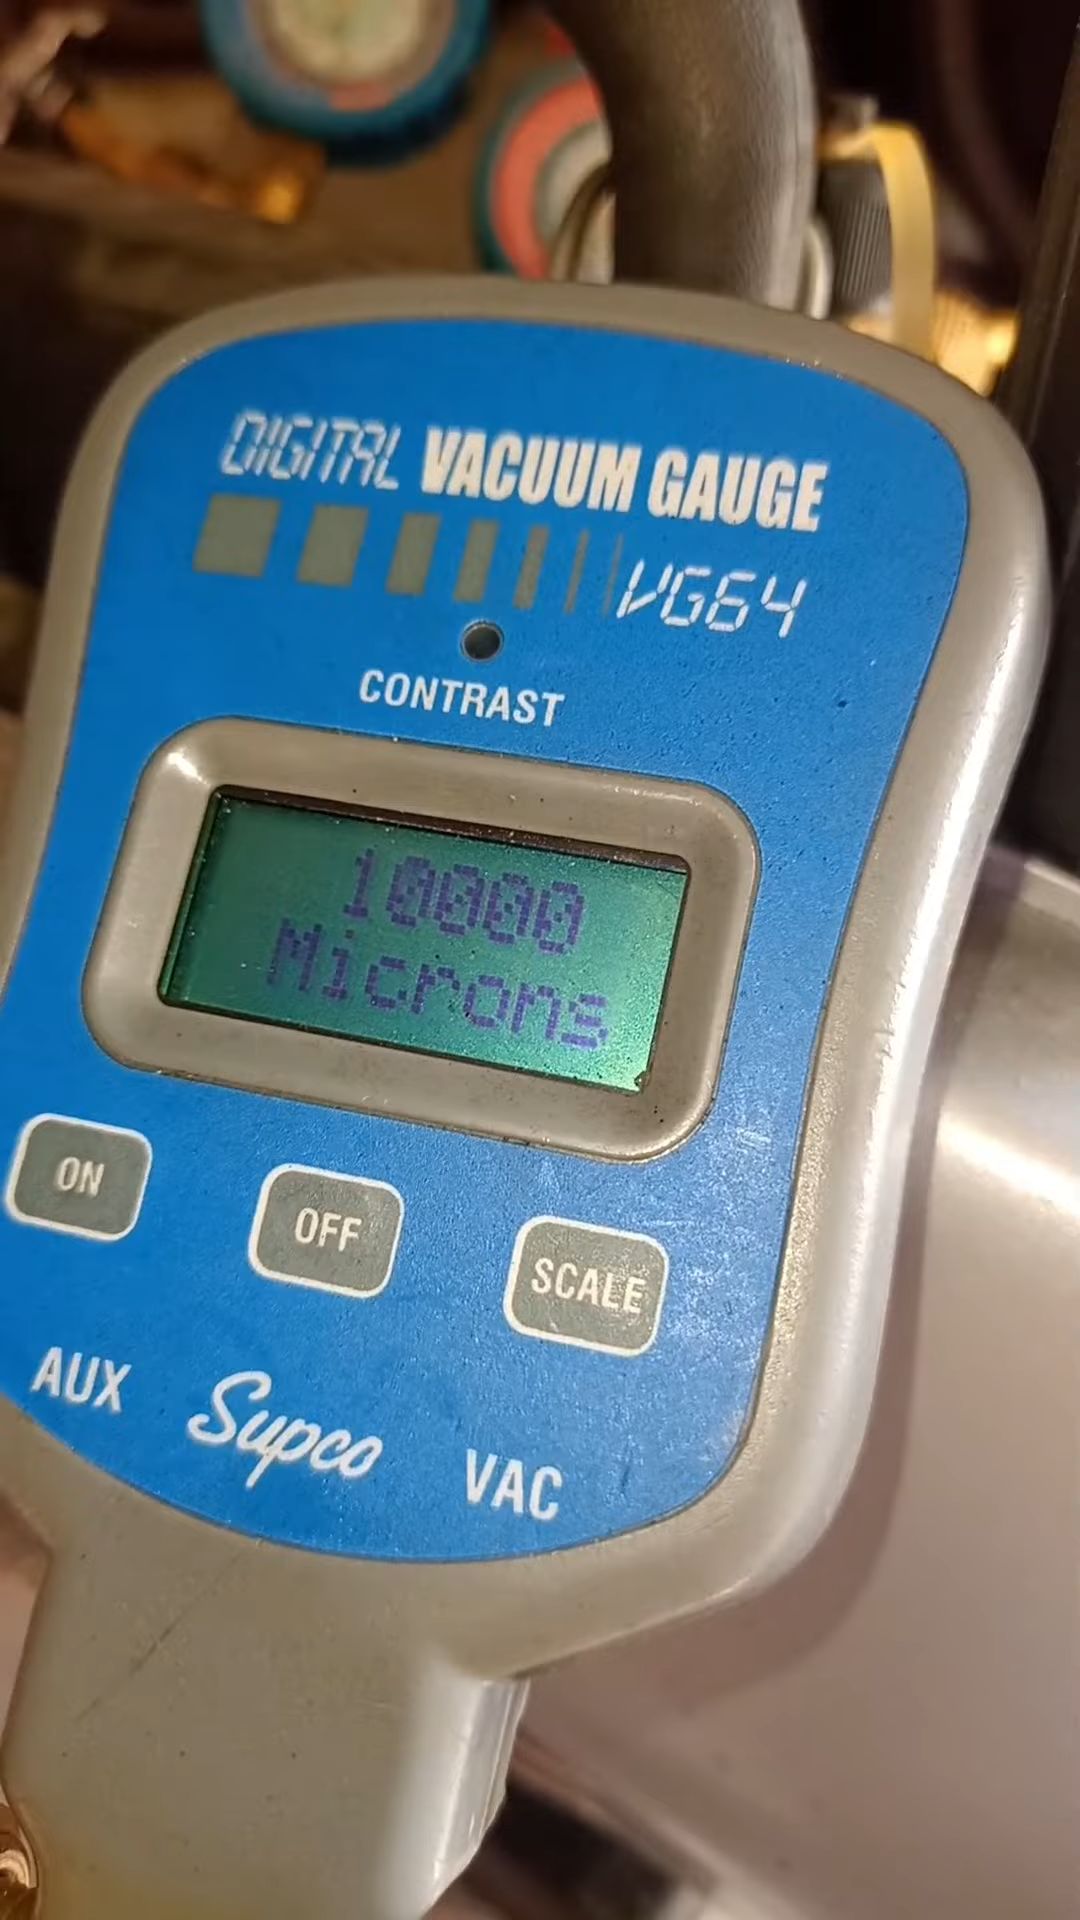 DIGITAL VACUUM GAUGE
VG64
CONTRAST
10000
Microns
ON OFF SCALE
AUX Supco VAC